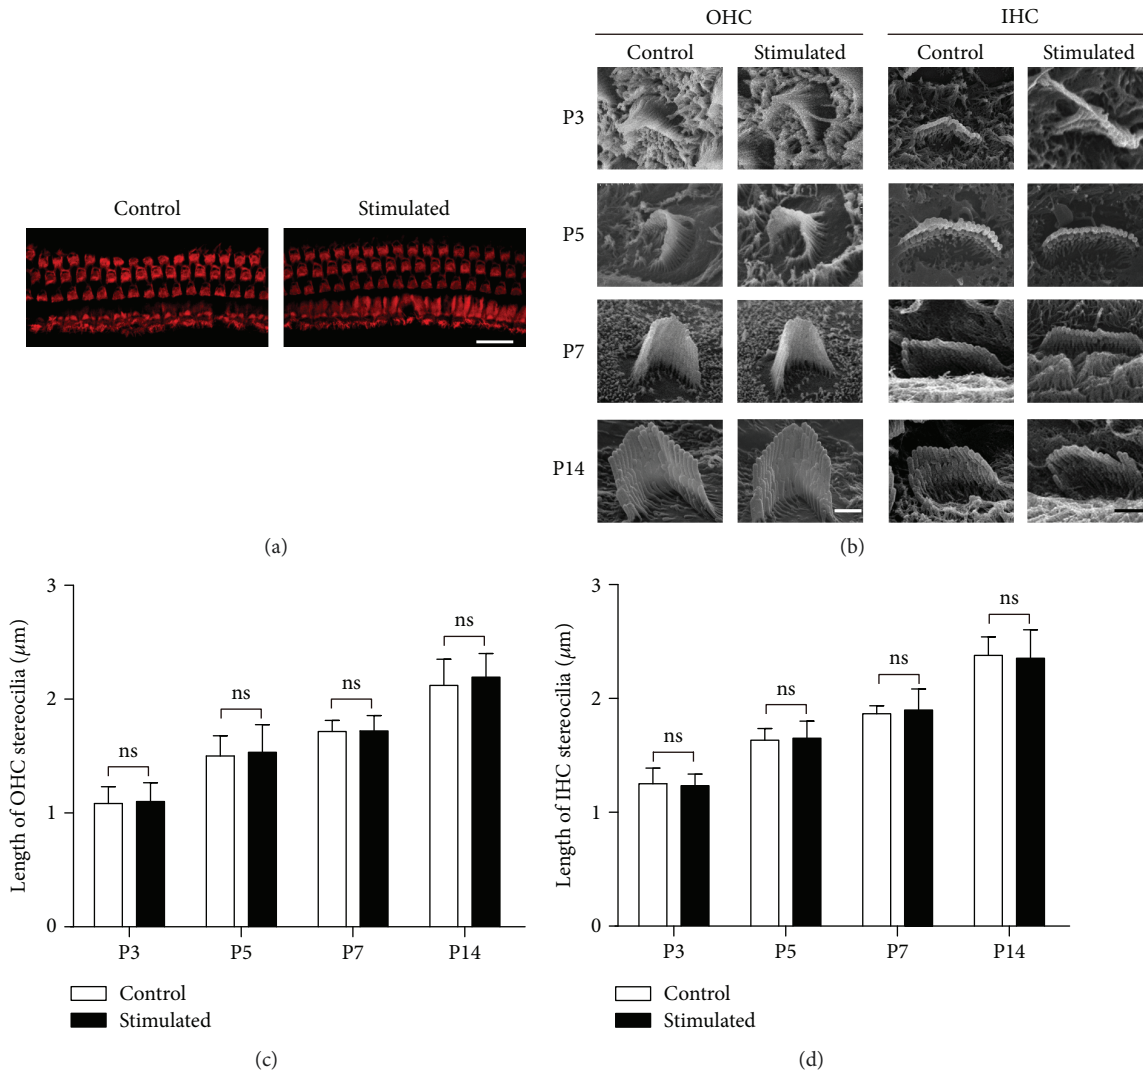 Control Stimulated
(a)
OHC IHC
Control Stimulated Control Stimulated
P3
P5
P7
P14
(b)
Length of OHC stereocilia (μm)
3
2
1
0
ns
ns
ns
ns
P3 P5 P7 P14
Control
Stimulated
(c)
Length of IHC stereocilia (μm)
3
2
1
0
ns
ns
ns
ns
P3 P5 P7 P14
Control
Stimulated
(d)